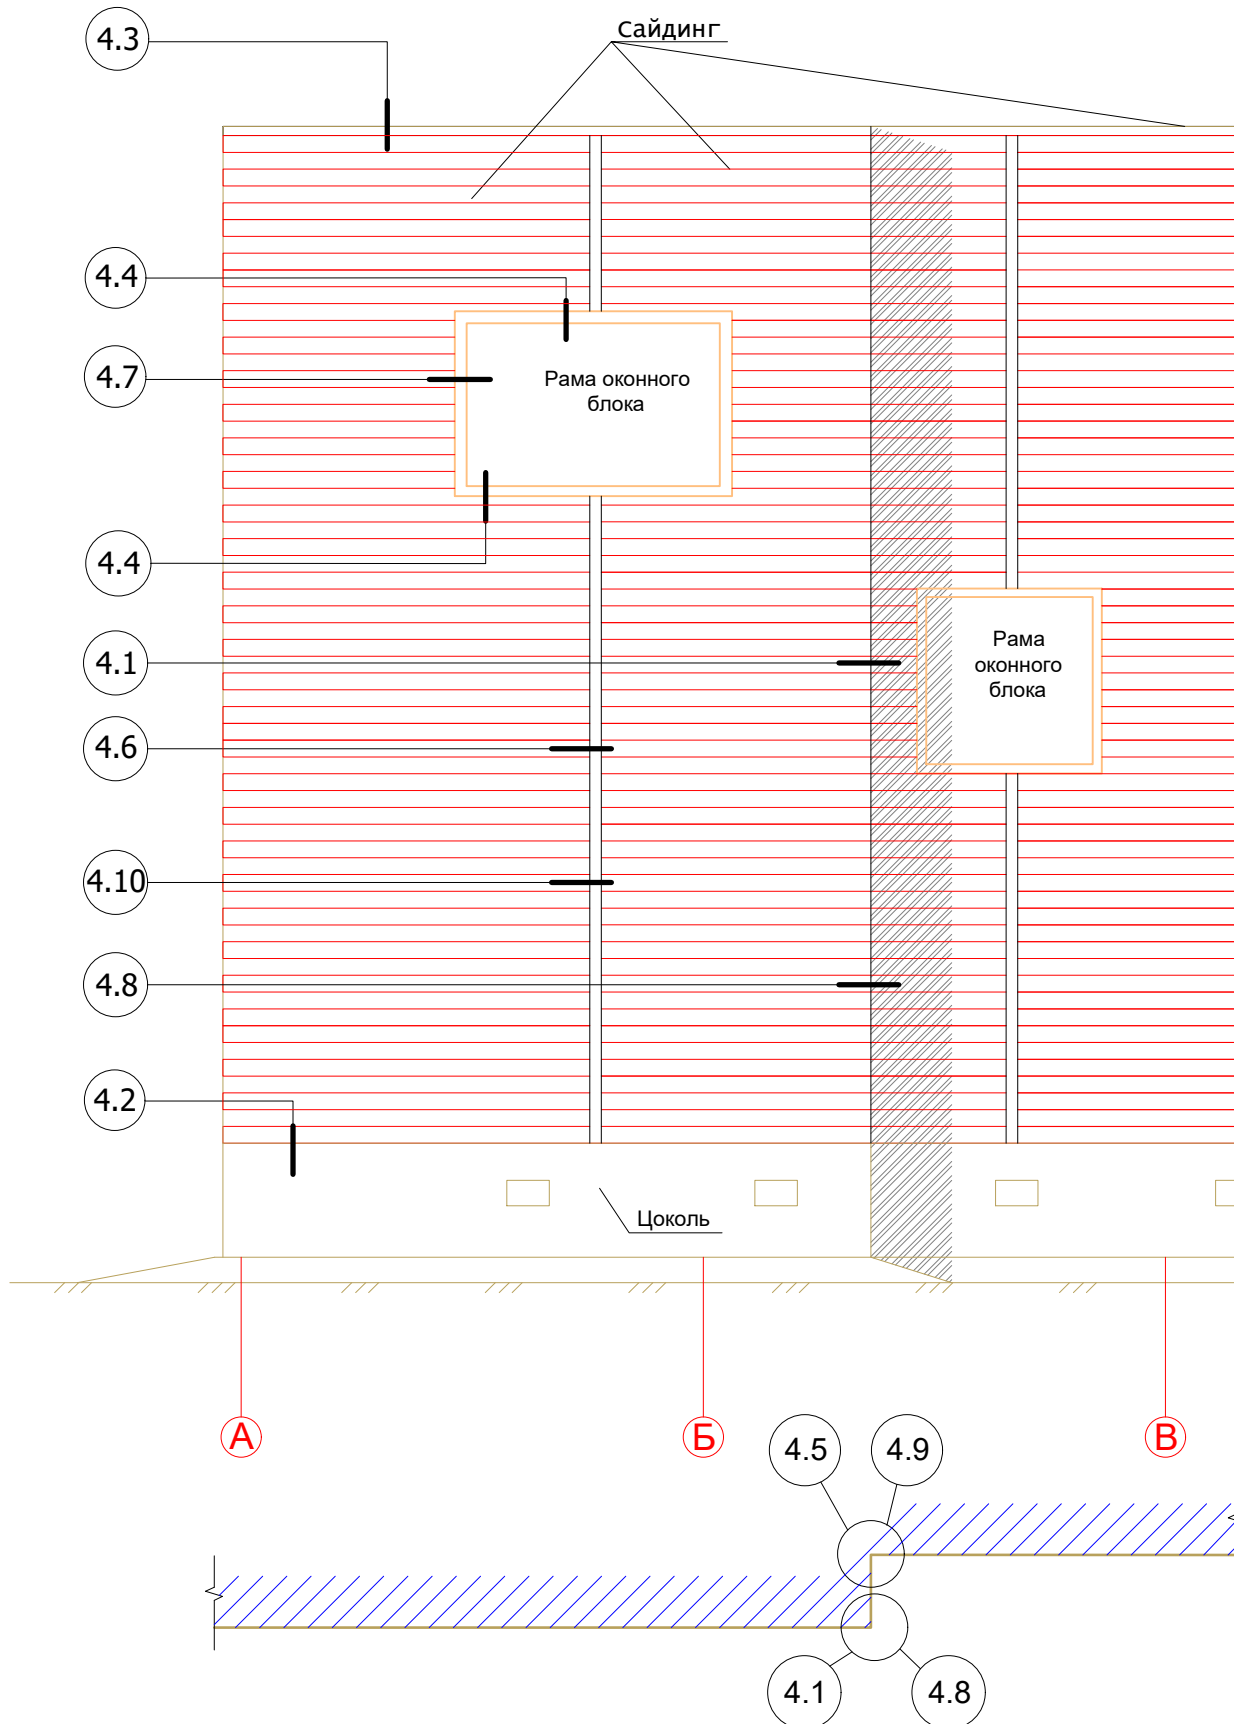 4.3
Сайдинг
4.4
4.7
Рама оконного
блока
4.4
4.1
Рама
оконного
блока
4.6
4.10
4.8
4.2
Цоколь
А
Б
В
4.5
4.9
4.1
4.8